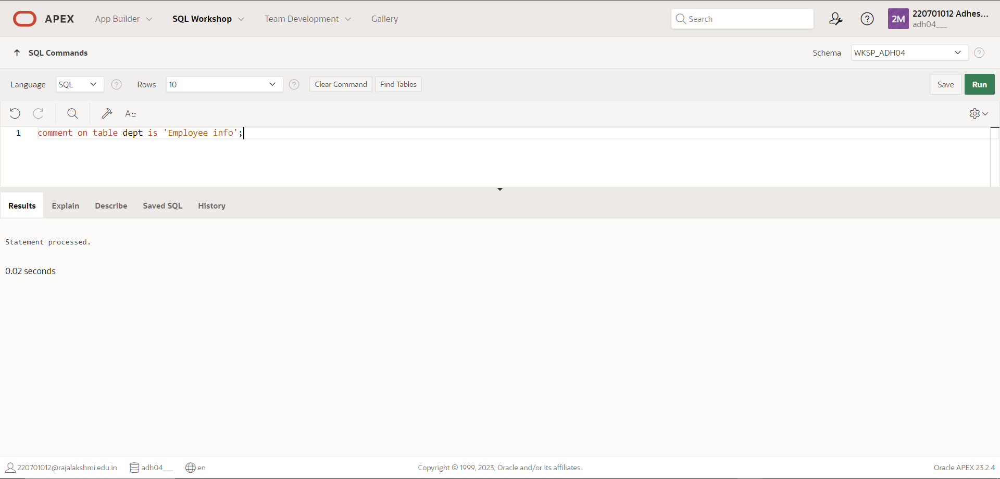 APEX App Builder SQL Workshop Team Development Gallery Search ? 2M 220701012 Adhes...
adh04___
SQL Commands Schema WKSP_ADH04 ?
Language SQL ? Rows 10 ? Clear Command Find Tables Save Run
A::
1 comment on table dept is 'Employee info';
Results Explain Describe Saved SQL History
Statement processed.
0.02 seconds
220701012@rajalakshmi.edu.in adh04___ en Copyright © 1999, 2023, Oracle and/or its affiliates. Oracle APEX 23.2.4